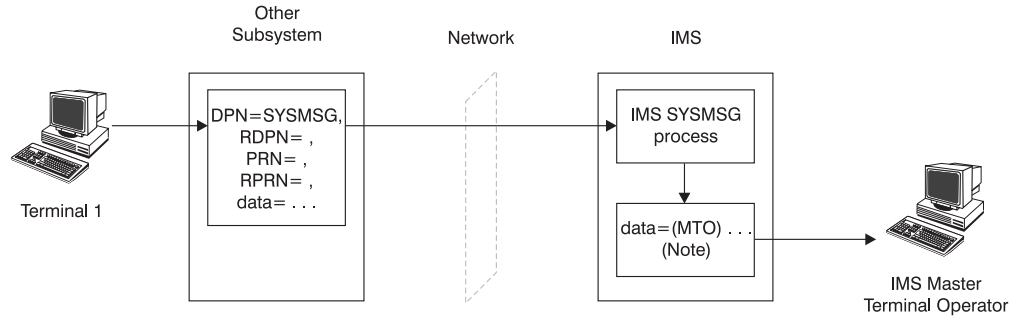 Other
Subsystem
Network
IMS
DPN=SYSMSG,
RDPN= ,
PRN= ,
RPRN= ,
data= . . .
IMS SYSMSG
process
Terminal 1
data=(MTO) . . .
(Note)
IMS Master
Terminal Operator